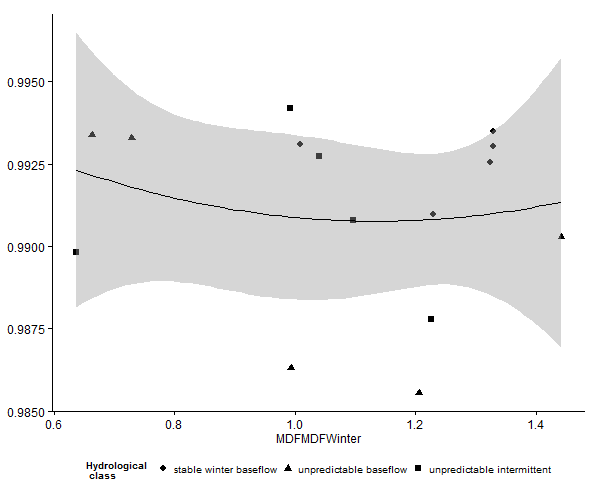 0.9950
0.9925
0.9900
0.9875
0.9850
0.6 0.8 1.0 1.2 1.4
MDFMDFWinter
Hydrological
class
stable winter baseflow unpredictable baseflow unpredictable intermittent